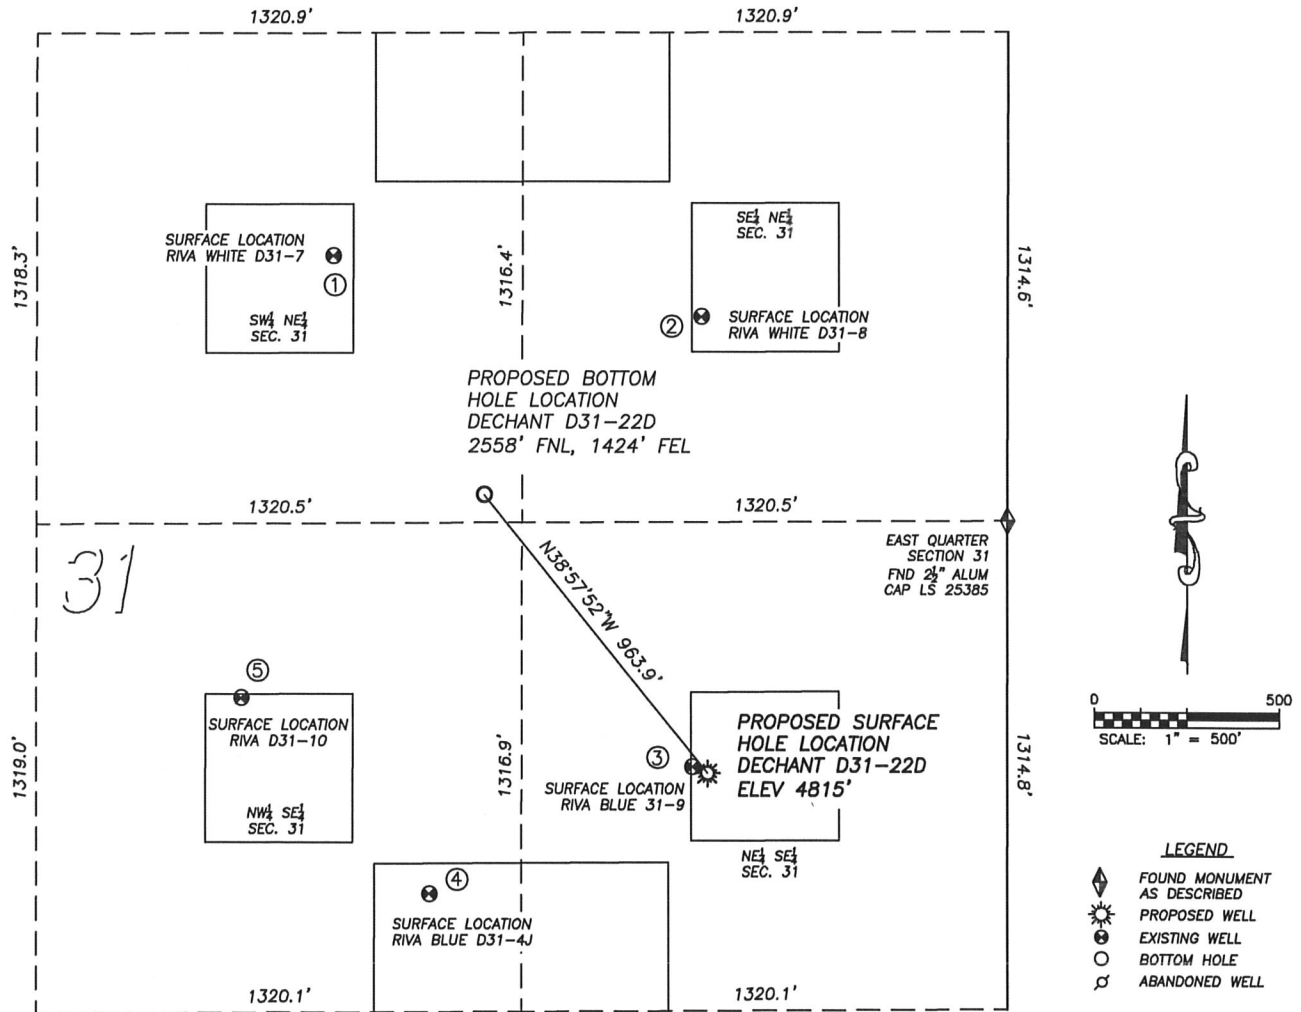 1320.9'
1320.9'
1318.3'
SURFACE LOCATION
RIVA WHITE D31-7
①
SW¼ NE¼
SEC. 31
1316.4'
SE¼ NE¼
SEC. 31
②
SURFACE LOCATION
RIVA WHITE D31-8
1314.6'
PROPOSED BOTTOM
HOLE LOCATION
DECHANT D31-22D
2558' FNL, 1424' FEL
1320.5'
1320.5'
EAST QUARTER
SECTION 31
FND 2½" ALUM
CAP LS 25385
31
N38°57'52"W 963.9'
1319.0'
⑤
SURFACE LOCATION
RIVA D31-10
NW¼ SE¼
SEC. 31
1316.9'
③
SURFACE LOCATION
RIVA BLUE 31-9
PROPOSED SURFACE
HOLE LOCATION
DECHANT D31-22D
ELEV 4815'
NE¼ SE¼
SEC. 31
1314.8'
④
SURFACE LOCATION
RIVA BLUE D31-4J
1320.1'
1320.1'
0 500
SCALE: 1" = 500'
LEGEND
FOUND MONUMENT
AS DESCRIBED
PROPOSED WELL
EXISTING WELL
BOTTOM HOLE
ABANDONED WELL